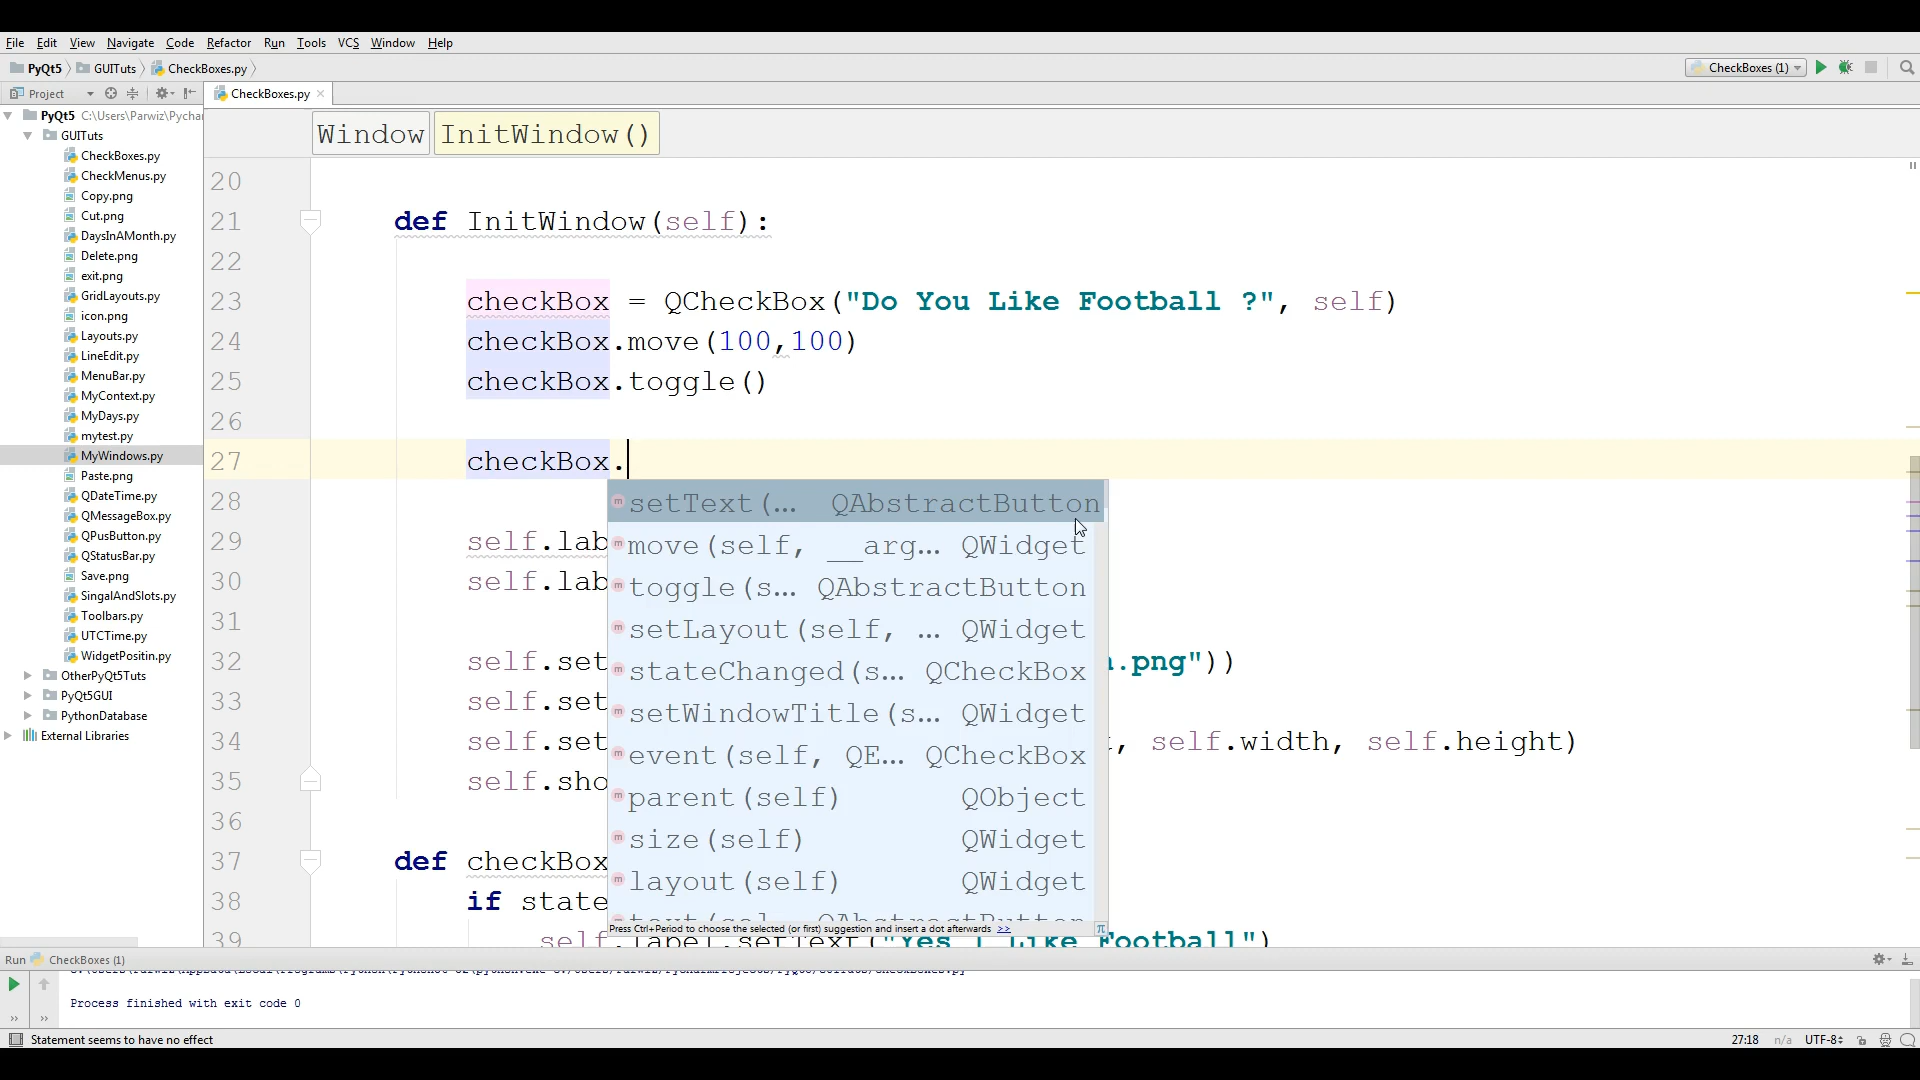 File Edit View Navigate Code Refactor Run Tools VCS Window Help
PyQt5 GUITuts CheckBoxes.py CheckBoxes (1)
Project CheckBoxes.py
PyQt5 C:\Users\Parwiz\Pychar
GUITuts
CheckBoxes.py
CheckMenus.py
Copy.png
Cut.png
DaysInAMonth.py
Delete.png
exit.png
GridLayouts.py
icon.png
Layouts.py
LineEdit.py
MenuBar.py
MyContext.py
MyDays.py
mytest.py
MyWindows.py
Paste.png
QDateTime.py
QMessageBox.py
QPusButton.py
QStatusBar.py
Save.png
SingalAndSlots.py
Toolbars.py
UTCTime.py
WidgetPositin.py
OtherPyQt5Tuts
PyQt5GUI
PythonDatabase
External Libraries
Window InitWindow()
20
21 def InitWindow(self):
22
23 checkBox = QCheckBox("Do You Like Football ?", self)
24 checkBox.move(100,100)
25 checkBox.toggle()
26
27 checkBox.
28
29 self.lab
30 self.lab
31
32 self.set .png"))
33 self.set
34 self.set , self.width, self.height)
35 self.sho
36
37 def checkBox
38 if state
39 self.label.setText("Yes I Like Football")
setText(... QAbstractButton
move(self, __arg... QWidget
toggle(s... QAbstractButton
setLayout(self, ... QWidget
stateChanged(s... QCheckBox
setWindowTitle(s... QWidget
event(self, QE... QCheckBox
parent(self) QObject
size(self) QWidget
layout(self) QWidget
text(sel QAbstractButton
Press Ctrl+Period to choose the selected (or first) suggestion and insert a dot afterwards >>
Run CheckBoxes (1)
Process finished with exit code 0
Statement seems to have no effect 27:18 n/a UTF-8